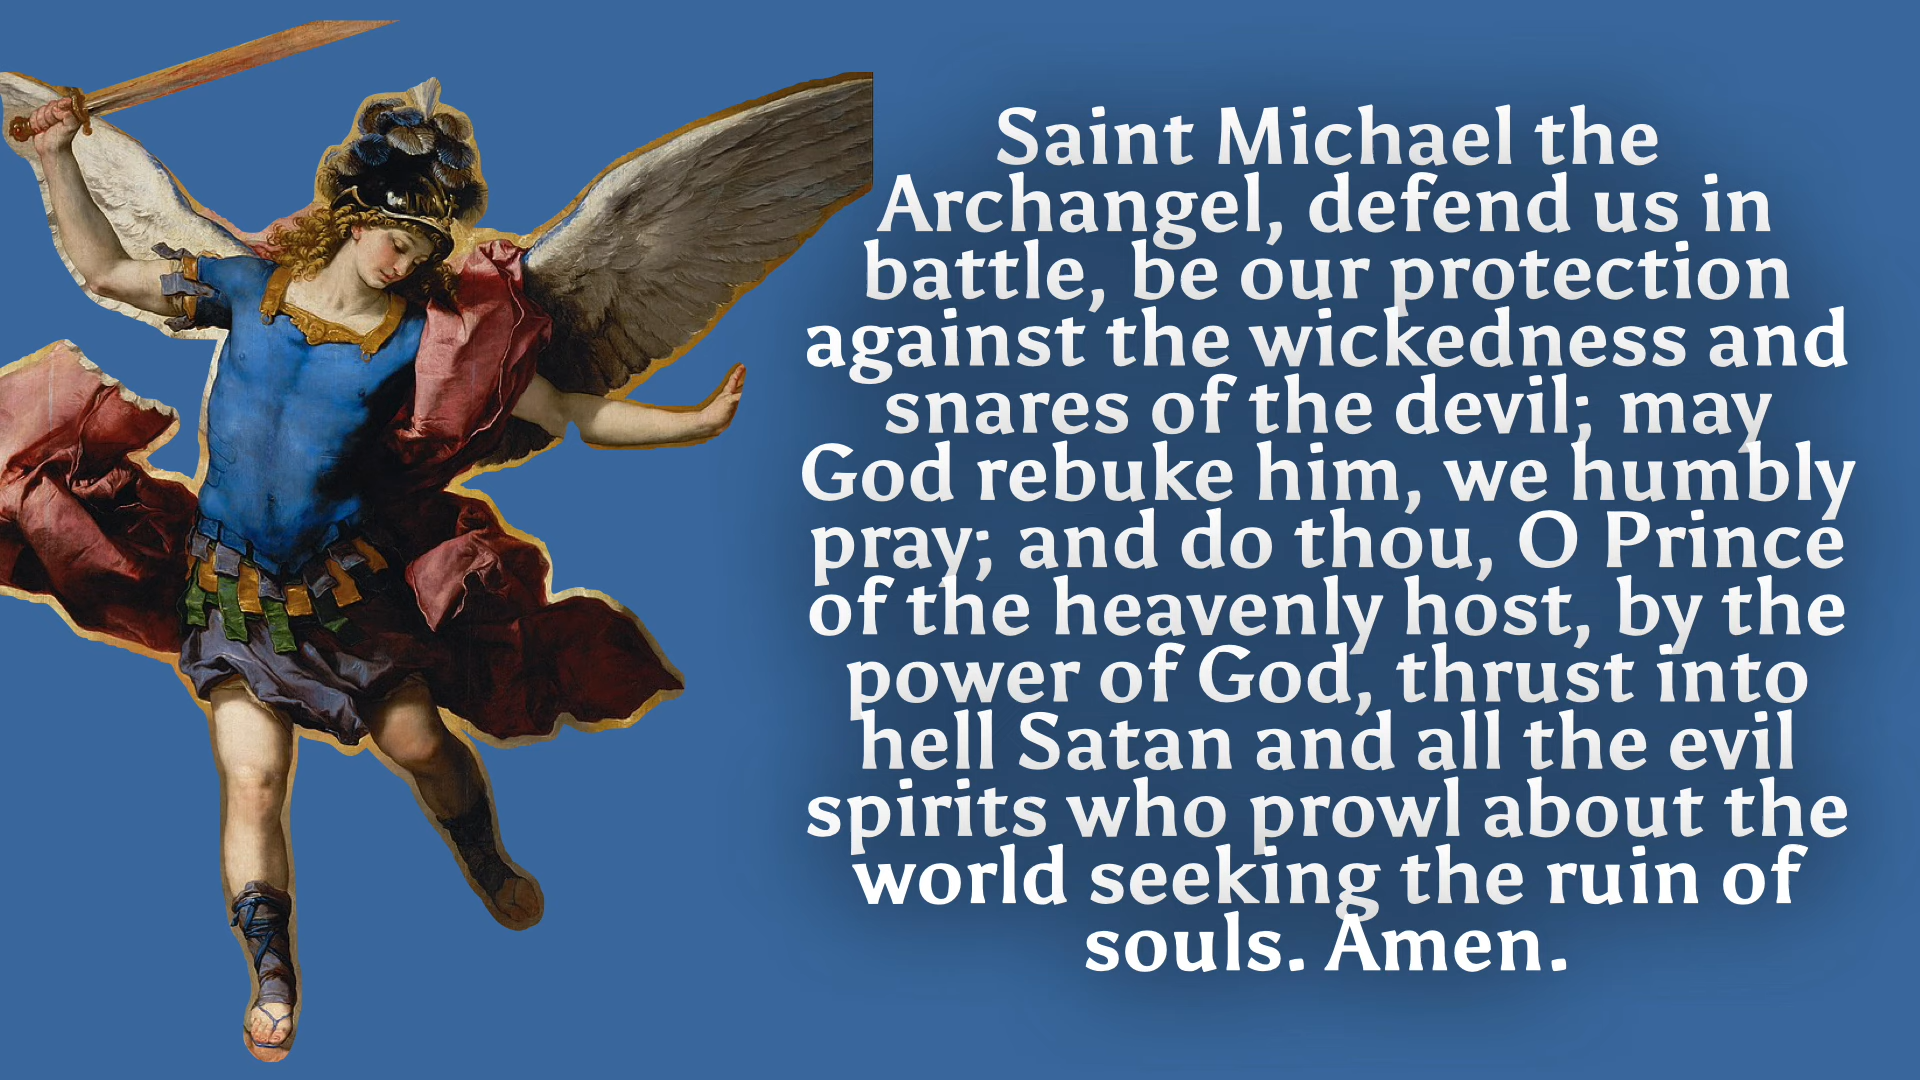 Saint Michael the
Archangel, defend us in
battle, be our protection
against the wickedness and
snares of the devil; may
God rebuke him, we humbly
pray; and do thou, O Prince
of the heavenly host, by the
power of God, thrust into
hell Satan and all the evil
spirits who prowl about the
world seeking the ruin of
souls. Amen.